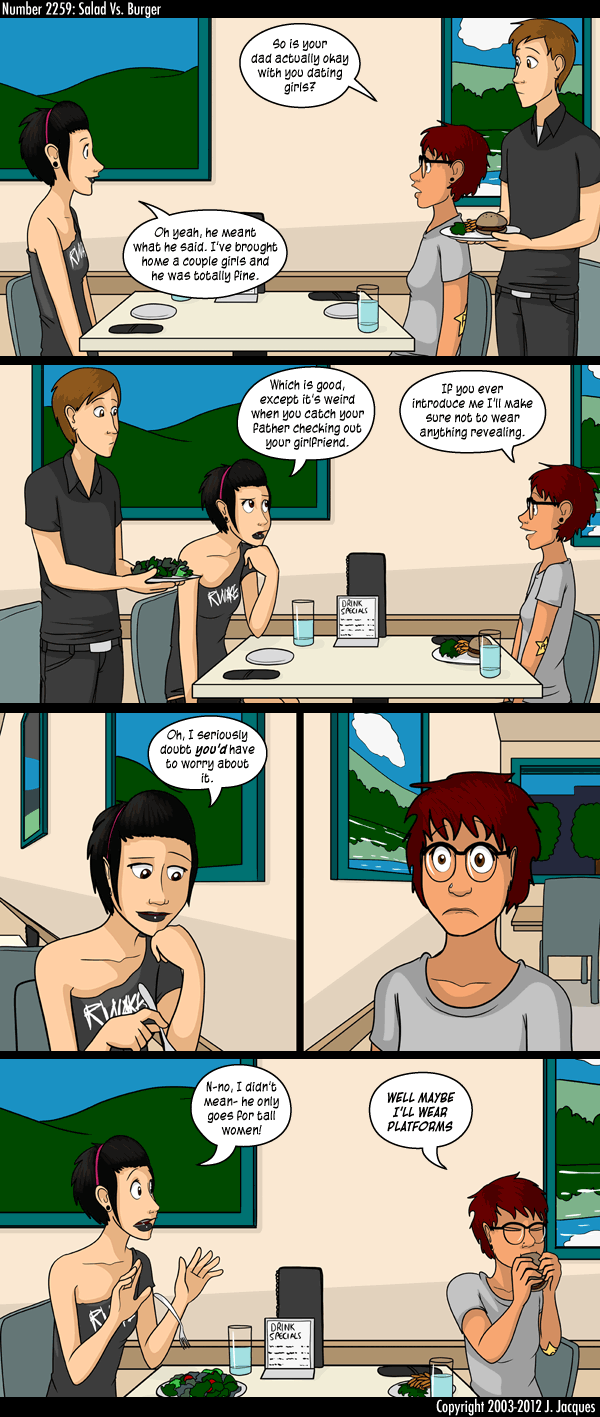 Number 2259: Salad Vs. Burger
So is your
dad actually okay
with you dating
girls?
Oh yeah, he meant
what he said. I've brought
home a couple girls and
he was totally fine.
Which is good,
except it's weird
when you catch your
father checking out
your girlfriend.
If you ever
introduce me I'll make
sure not to wear
anything revealing.
RWAKE
DRINK
SPECIALS
Oh, I seriously
doubt you'd have
to worry about
it.
RWAKE
N-no, I didn't
mean- he only
goes for tall
women!
WELL MAYBE
I'LL WEAR
PLATFORMS
DRINK
SPECIALS
Copyright 2003-2012 J. Jacques